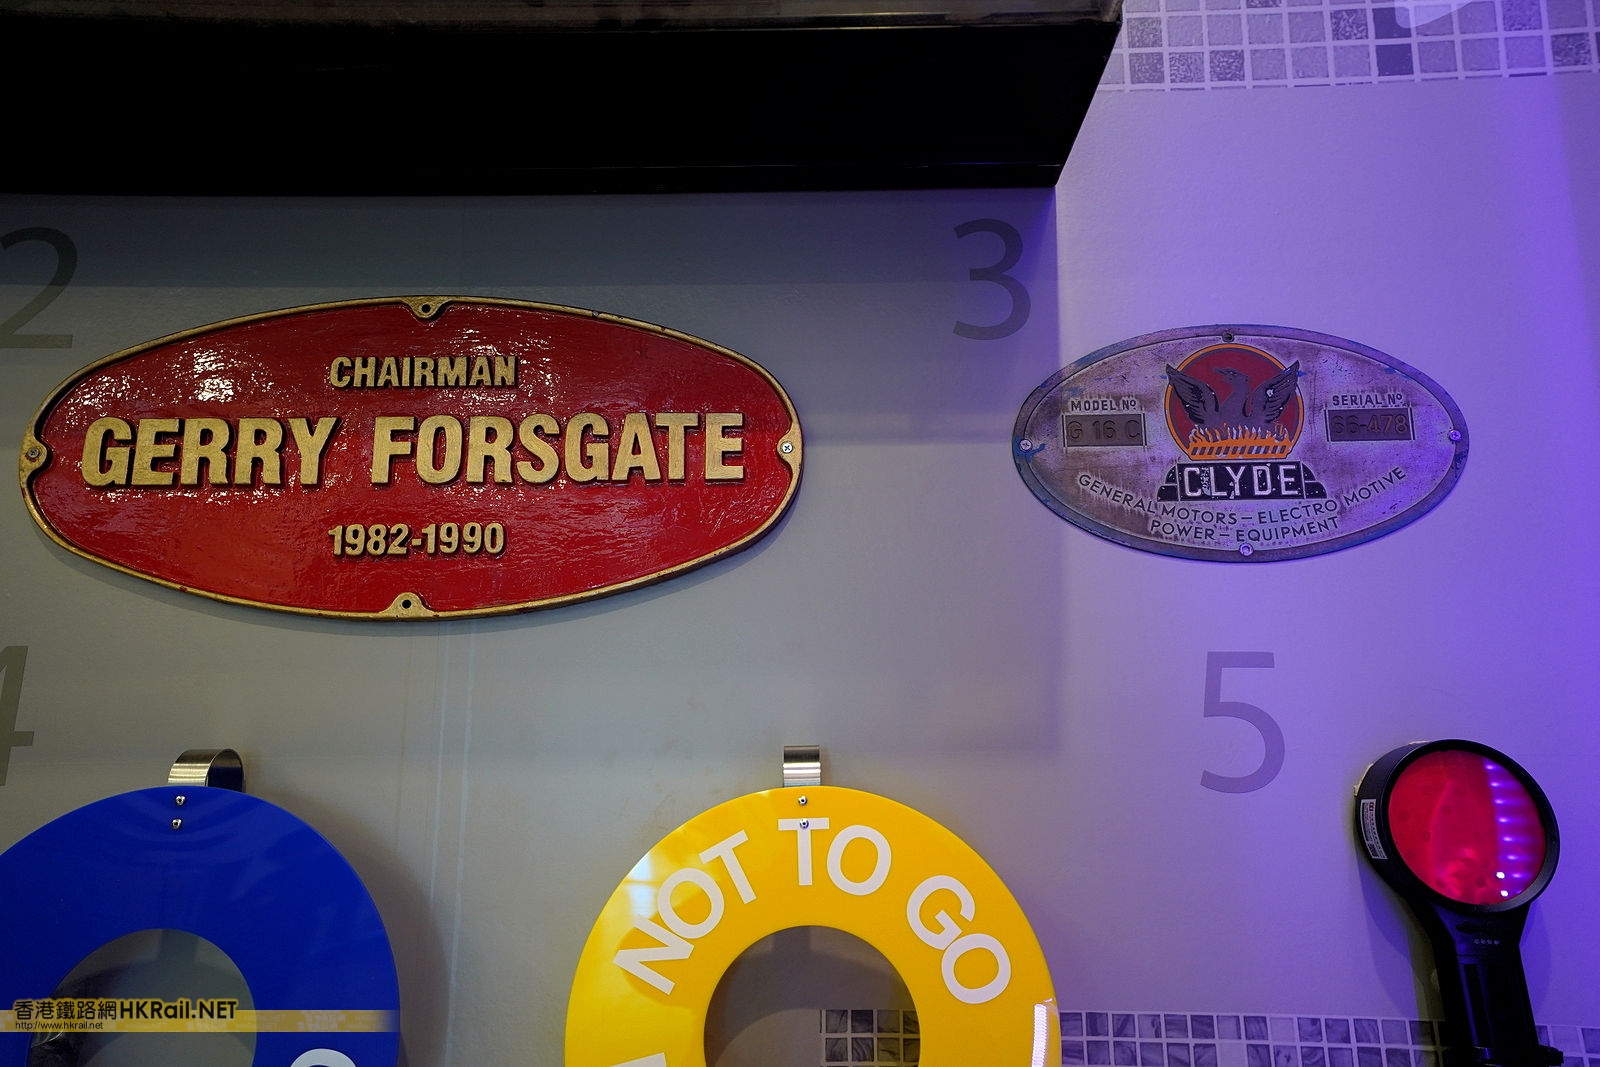 2
3
CHAIRMAN
GERRY FORSGATE
1982-1990
MODEL Nº
G 16 C
SERIAL Nº
66-478
CLYDE
GENERAL MOTORS-ELECTRO MOTIVE
POWER-EQUIPMENT
4
5
NOT TO GO
香港鐵路網HKRail.NET
http://www.hkrail.net